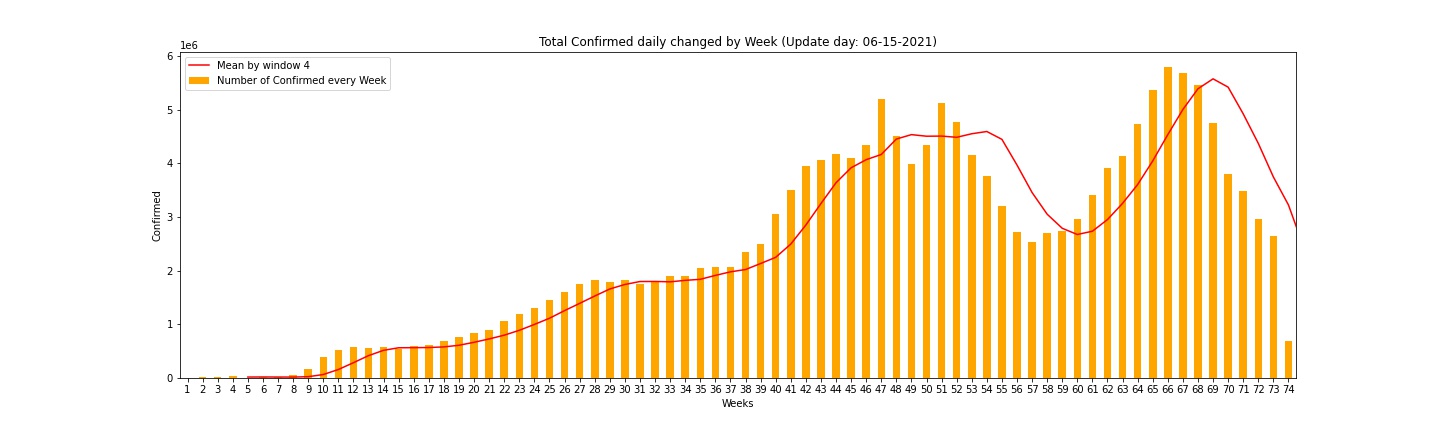 Total Confirmed daily changed by Week (Update day: 06-15-2021)
1e6
Mean by window 4
Number of Confirmed every Week
6
5
4
3
2
1
0
Confirmed
1 2 3 4 5 6 7 8 9 10 11 12 13 14 15 16 17 18 19 20 21 22 23 24 25 26 27 28 29 30 31 32 33 34 35 36 37 38 39 40 41 42 43 44 45 46 47 48 49 50 51 52 53 54 55 56 57 58 59 60 61 62 63 64 65 66 67 68 69 70 71 72 73 74
Weeks